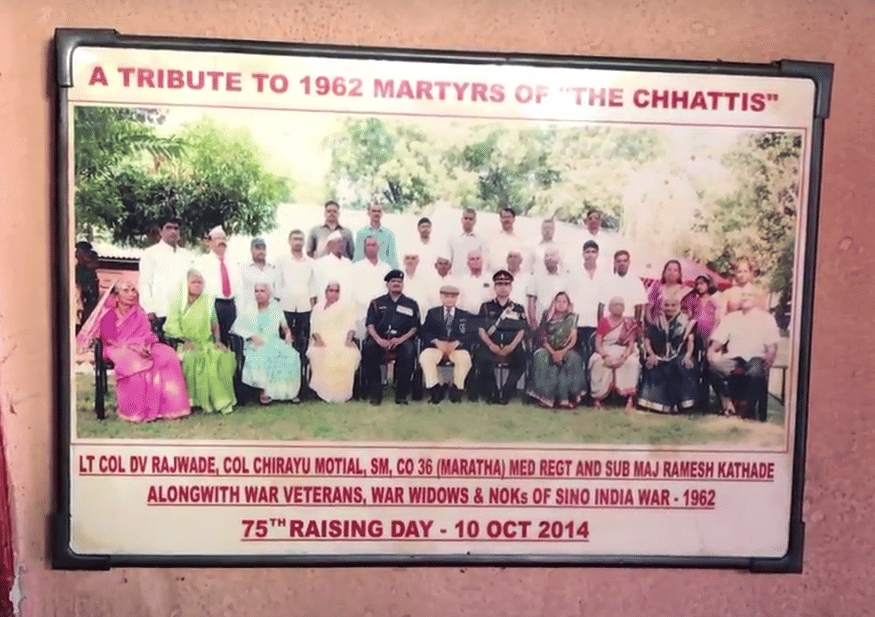 A TRIBUTE TO 1962 MARTYRS OF "THE CHHATTIS"
LT COL DV RAJWADE, COL CHIRAYU MOTIAL, SM, CO 36 (MARATHA) MED REGT AND SUB MAJ RAMESH KATHADE
ALONGWITH WAR VETERANS, WAR WIDOWS & NOKs OF SINO INDIA WAR - 1962
75TH RAISING DAY - 10 OCT 2014